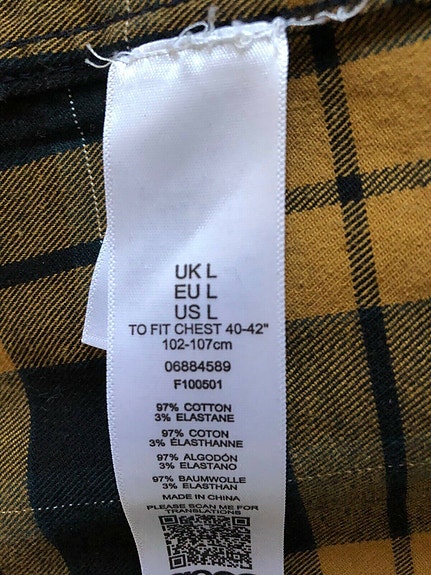 UK L
EU L
US L
TO FIT CHEST 40-42"
102-107cm
06884589
F100501
97% COTTON
3% ELASTANE
97% COTON
3% ÉLASTHANNE
97% ALGODÓN
3% ELASTANO
97% BAUMWOLLE
3% ELASTHAN
MADE IN CHINA
PLEASE SCAN ME FOR
TRANSLATIONS